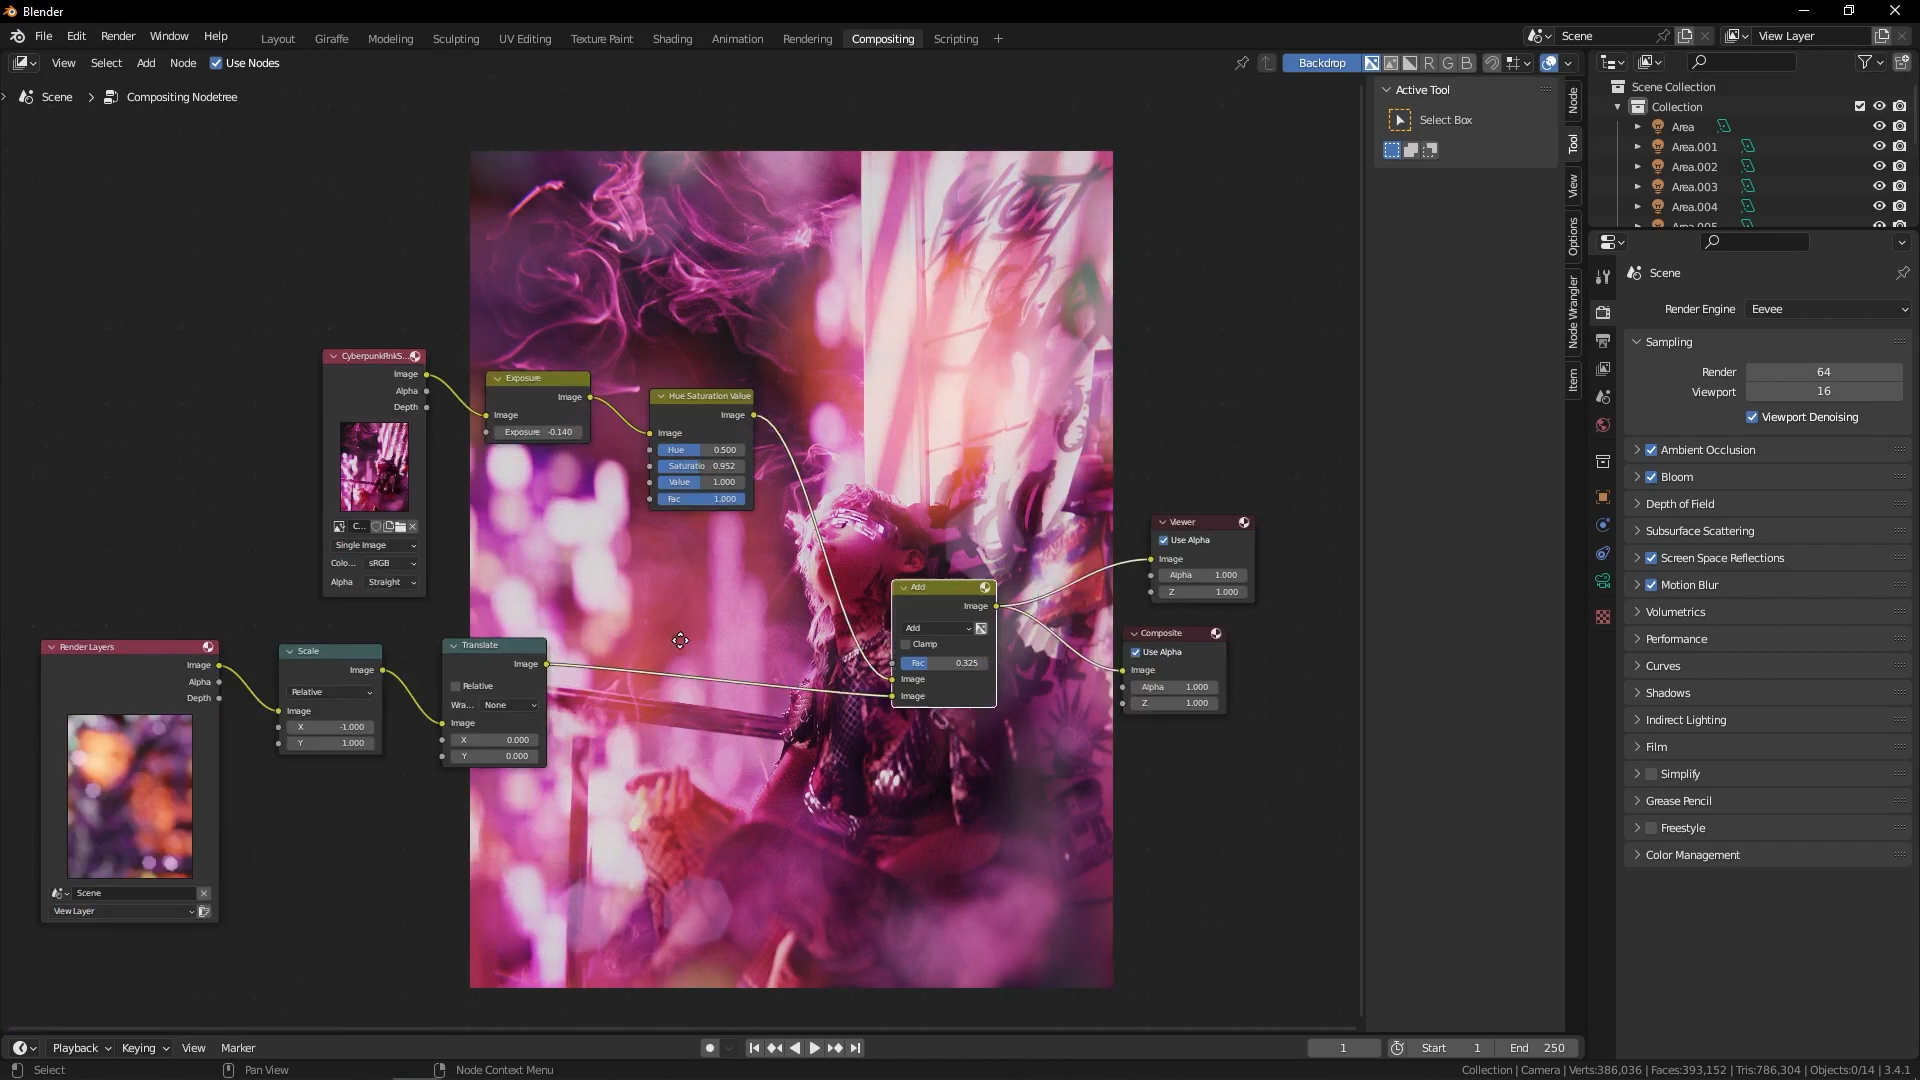 Blender
File Edit Render Window Help
Layout Giraffe Modeling Sculpting UV Editing Texture Paint Shading Animation Rendering Compositing Scripting +
Scene
View Layer
View Select Add Node Use Nodes
Backdrop
R G B
Scene > Compositing Nodetree
Active Tool
Select Box
Node
Tool
View
Options
Node Wrangler
Item
Scene Collection
Collection
Area
Area.001
Area.002
Area.003
Area.004
Area.005
Scene
Render Engine Eevee
Sampling
Render 64
Viewport 16
Viewport Denoising
Ambient Occlusion
Bloom
Depth of Field
Subsurface Scattering
Screen Space Reflections
Motion Blur
Volumetrics
Performance
Curves
Shadows
Indirect Lighting
Film
Simplify
Grease Pencil
Freestyle
Color Management
CyberpunkRnkS...
Image
Alpha
Depth
C...
Single Image
Colo... sRGB
Alpha Straight
Exposure
Image
Image
Exposure -0.140
Hue Saturation Value
Image
Image
Hue 0.500
Saturatio 0.952
Value 1.000
Fac 1.000
Render Layers
Image
Alpha
Depth
Scene
View Layer
Scale
Image
Relative
Image
X -1.000
Y 1.000
Translate
Image
Relative
Wra... None
Image
X 0.000
Y 0.000
Add
Image
Add
Clamp
Fac 0.325
Image
Image
Viewer
Use Alpha
Image
Alpha 1.000
Z 1.000
Composite
Use Alpha
Image
Alpha 1.000
Z 1.000
Playback Keying View Marker
1
Start 1 End 250
Select
Pan View
Node Context Menu
Collection | Camera | Verts:386,036 | Faces:393,152 | Tris:786,304 | Objects:0/14 | 3.4.1